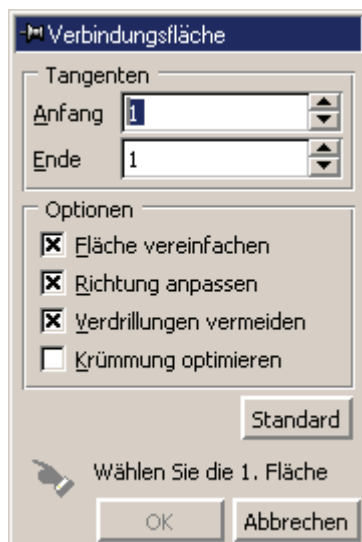 Verbindungsfläche
Tangenten
Anfang 1
Ende 1
Optionen
Fläche vereinfachen
Richtung anpassen
Verdrillungen vermeiden
Krümmung optimieren
Standard
Wählen Sie die 1. Fläche
OK Abbrechen